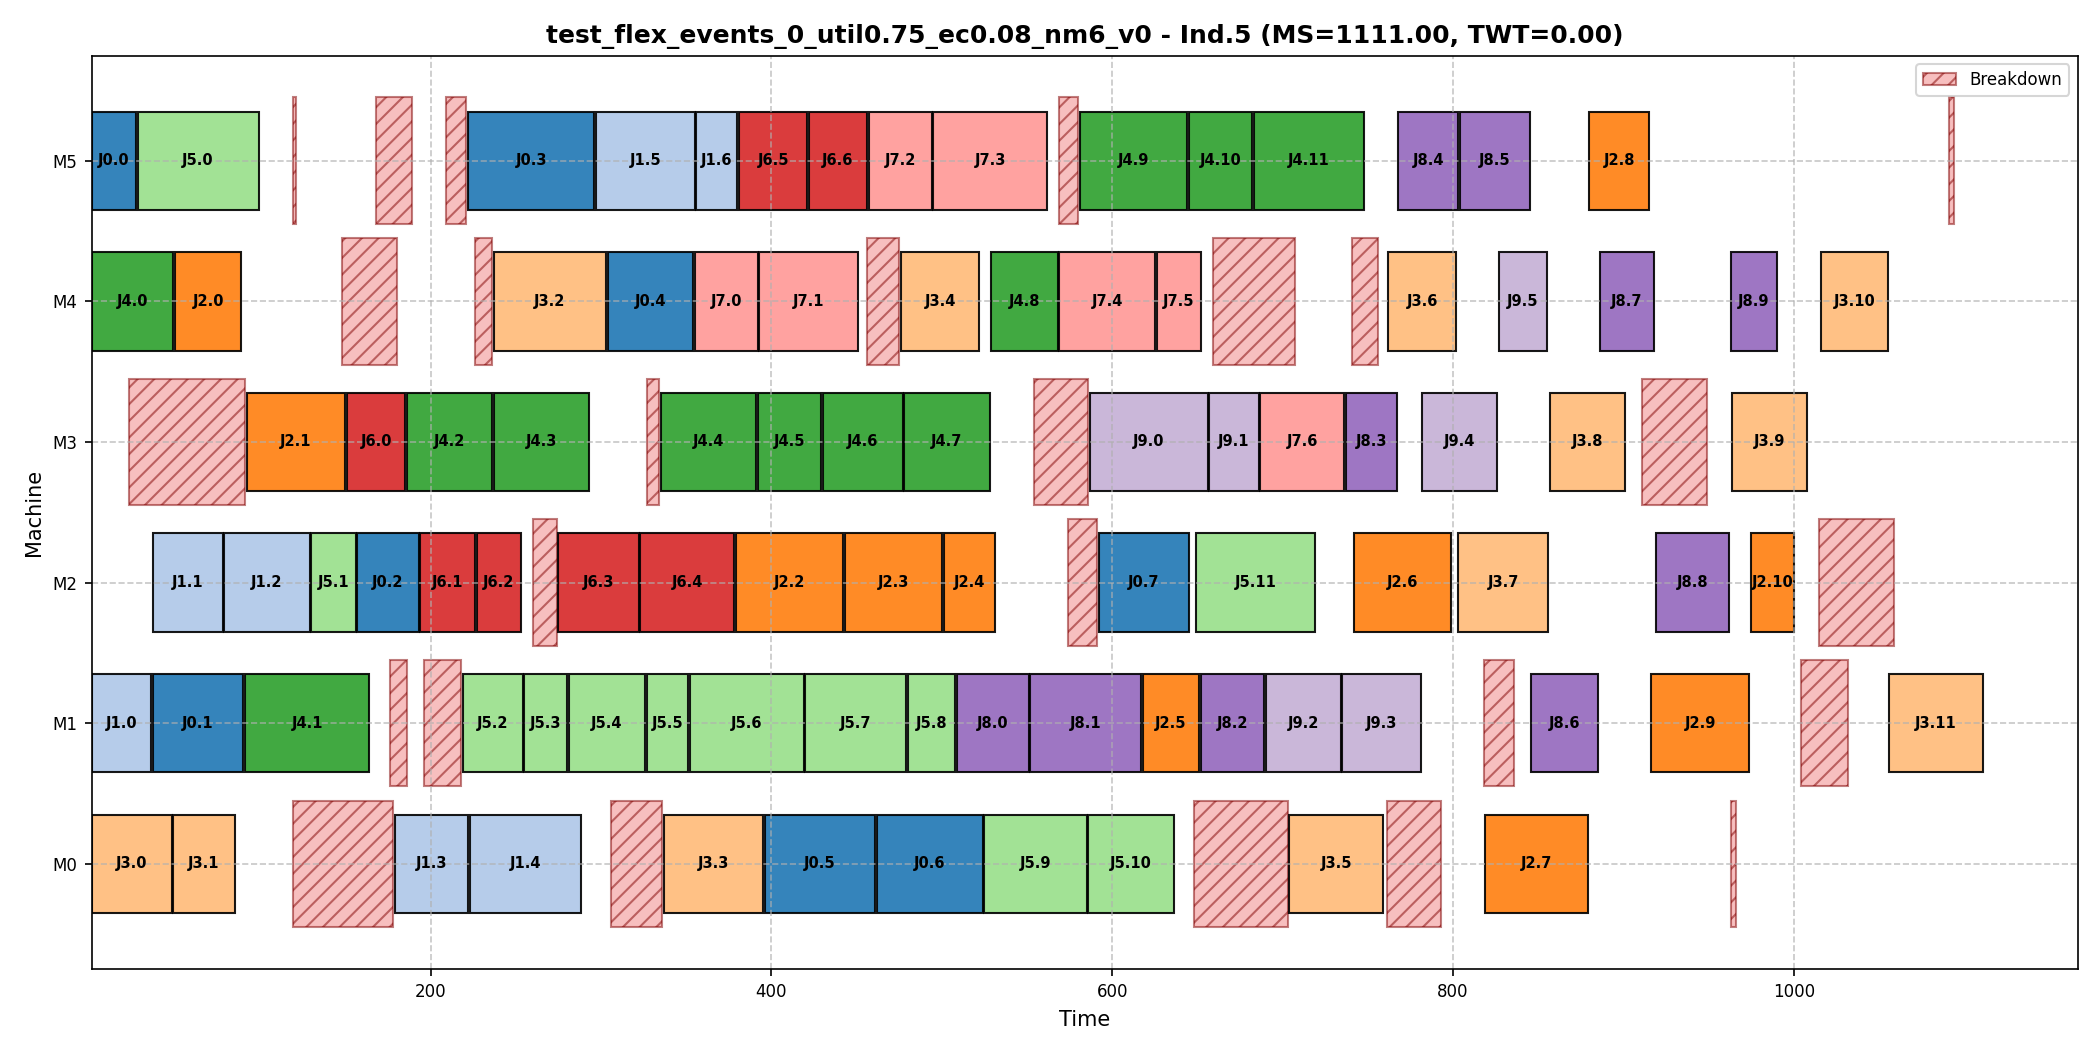 test_flex_events_0_util0.75_ec0.08_nm6_v0 - Ind.5 (MS=1111.00, TWT=0.00)
Breakdown
M5
J0.0 J5.0 J0.3 J1.5 J1.6 J6.5 J6.6 J7.2 J7.3 J4.9 J4.10 J4.11 J8.4 J8.5 J2.8
M4
J4.0 J2.0 J3.2 J0.4 J7.0 J7.1 J3.4 J4.8 J7.4 J7.5 J3.6 J9.5 J8.7 J8.9 J3.10
M3
J2.1 J6.0 J4.2 J4.3 J4.4 J4.5 J4.6 J4.7 J9.0 J9.1 J7.6 J8.3 J9.4 J3.8 J3.9
Machine
M2
J1.1 J1.2 J5.1 J0.2 J6.1 J6.2 J6.3 J6.4 J2.2 J2.3 J2.4 J0.7 J5.11 J2.6 J3.7 J8.8 J2.10
M1
J1.0 J0.1 J4.1 J5.2 J5.3 J5.4 J5.5 J5.6 J5.7 J5.8 J8.0 J8.1 J2.5 J8.2 J9.2 J9.3 J8.6 J2.9 J3.11
M0
J3.0 J3.1 J1.3 J1.4 J3.3 J0.5 J0.6 J5.9 J5.10 J3.5 J2.7
200 400 600 800 1000
Time